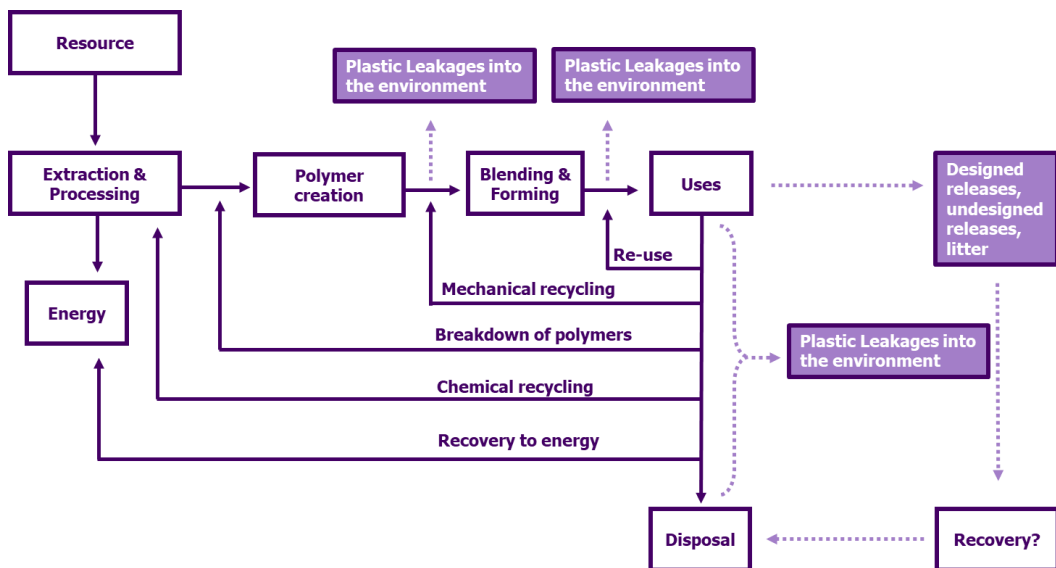 Resource
Plastic Leakages into
the environment
Plastic Leakages into
the environment
Extraction &
Processing
Polymer
creation
Blending &
Forming
Uses
Designed
releases,
undesigned
releases,
litter
Re-use
Mechanical recycling
Energy
Breakdown of polymers
Plastic Leakages into
the environment
Chemical recycling
Recovery to energy
Disposal
Recovery?